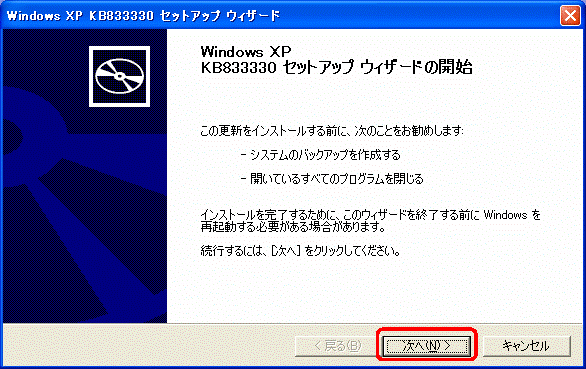 Windows XP KB833330 セットアップ ウィザード
Windows XP
KB833330 セットアップ ウィザードの開始
この更新をインストールする前に、次のことをお勧めします:
- システムのバックアップを作成する
- 開いているすべてのプログラムを閉じる
インストールを完了するために、このウィザードを終了する前に Windows を
再起動する必要がある場合があります。
続行するには、[次へ] をクリックしてください。
< 戻る(B)
次へ(N) >
キャンセル